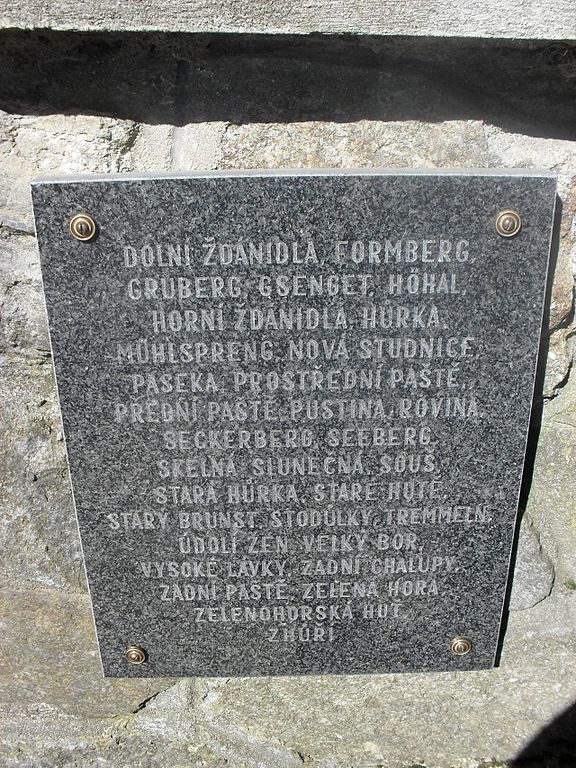 DOLNÍ ŽDÁNIDLA, FORMBERG,
GRUBERG, GSENGET, HÖHAL,
HORNÍ ŽDÁNIDLA, HŮRKA,
MÜHLSPRENG, NOVÁ STUDNICE,
PASEKA, PROSTŘEDNÍ PAŠTĚ,
PŘEDNÍ PAŠTĚ, PUSTINA, ROVINA,
SECKERBERG, SEEBERG,
SKELNÁ, SLUNEČNÁ, SOUŠ,
STARÁ HŮRKA, STARÉ HUTĚ,
STARÝ BRUNST, STODŮLKY, TREMMELN,
ÚDOLÍ ŽEN, VELKÝ BOR,
VYSOKÉ LÁVKY, ZADNÍ CHALUPY,
ZADNÍ PAŠTĚ, ZELENÁ HORA,
ZELENOHORSKÁ HUŤ,
ZHŮŘÍ